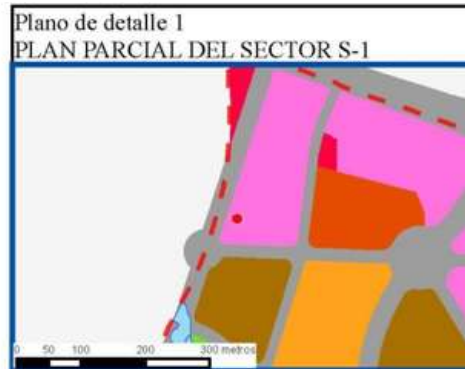 Plano de detalle 1
PLAN PARCIAL DEL SECTOR S-1
0 50 100 200 300 metros